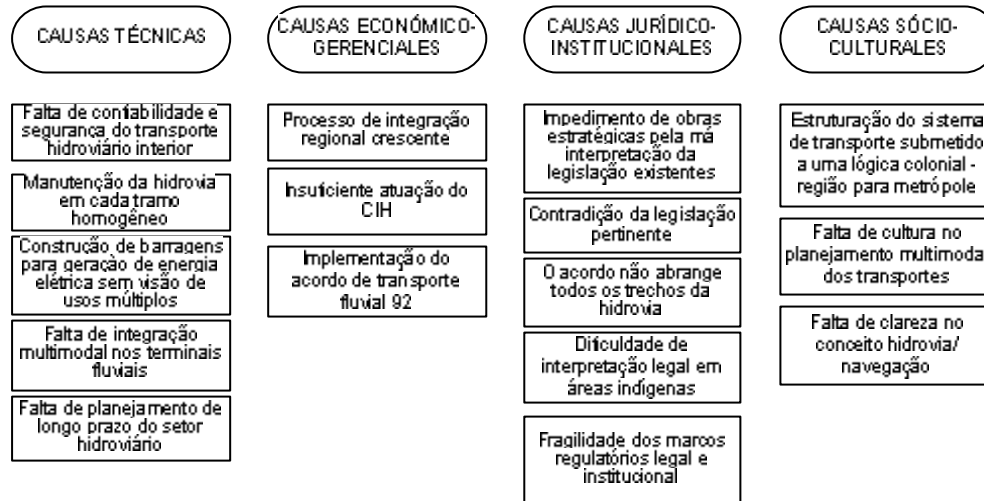 CAUSAS TÉCNICAS
Falta de confiabilidade e
segurança do transporte
hidroviário interior
Manutenção da hidrovia
em cada tramo
homogêneo
Construção de barragens
para geração de energia
elétrica sem visão de
usos múltiplos
Falta de integração
multimodal nos terminais
fluviais
Falta de planejamento de
longo prazo do setor
hidroviário
CAUSAS ECONÓMICO-
GERENCIALES
Processo de integração
regional crescente
Insuficiente atuação do
CIH
Implementação do
acordo de transporte
fluvial 92
CAUSAS JURÍDICO-
INSTITUCIONALES
Impedimento de obras
estratégicas pela má
interpretação da
legislação existentes
Contradição da legislação
pertinente
O acordo não abrange
todos os trechos da
hidrovia
Dificuldade de
interpretação legal em
áreas indígenas
Fragilidade dos marcos
regulatórios legal e
institucional
CAUSAS SÓCIO-
CULTURALES
Estruturação do sistema
de transporte submetido
a uma lógica colonial -
região para metrópole
Falta de cultura no
planejamento multimoda
dos transportes
Falta de clareza no
conceito hidrovia/
navegação